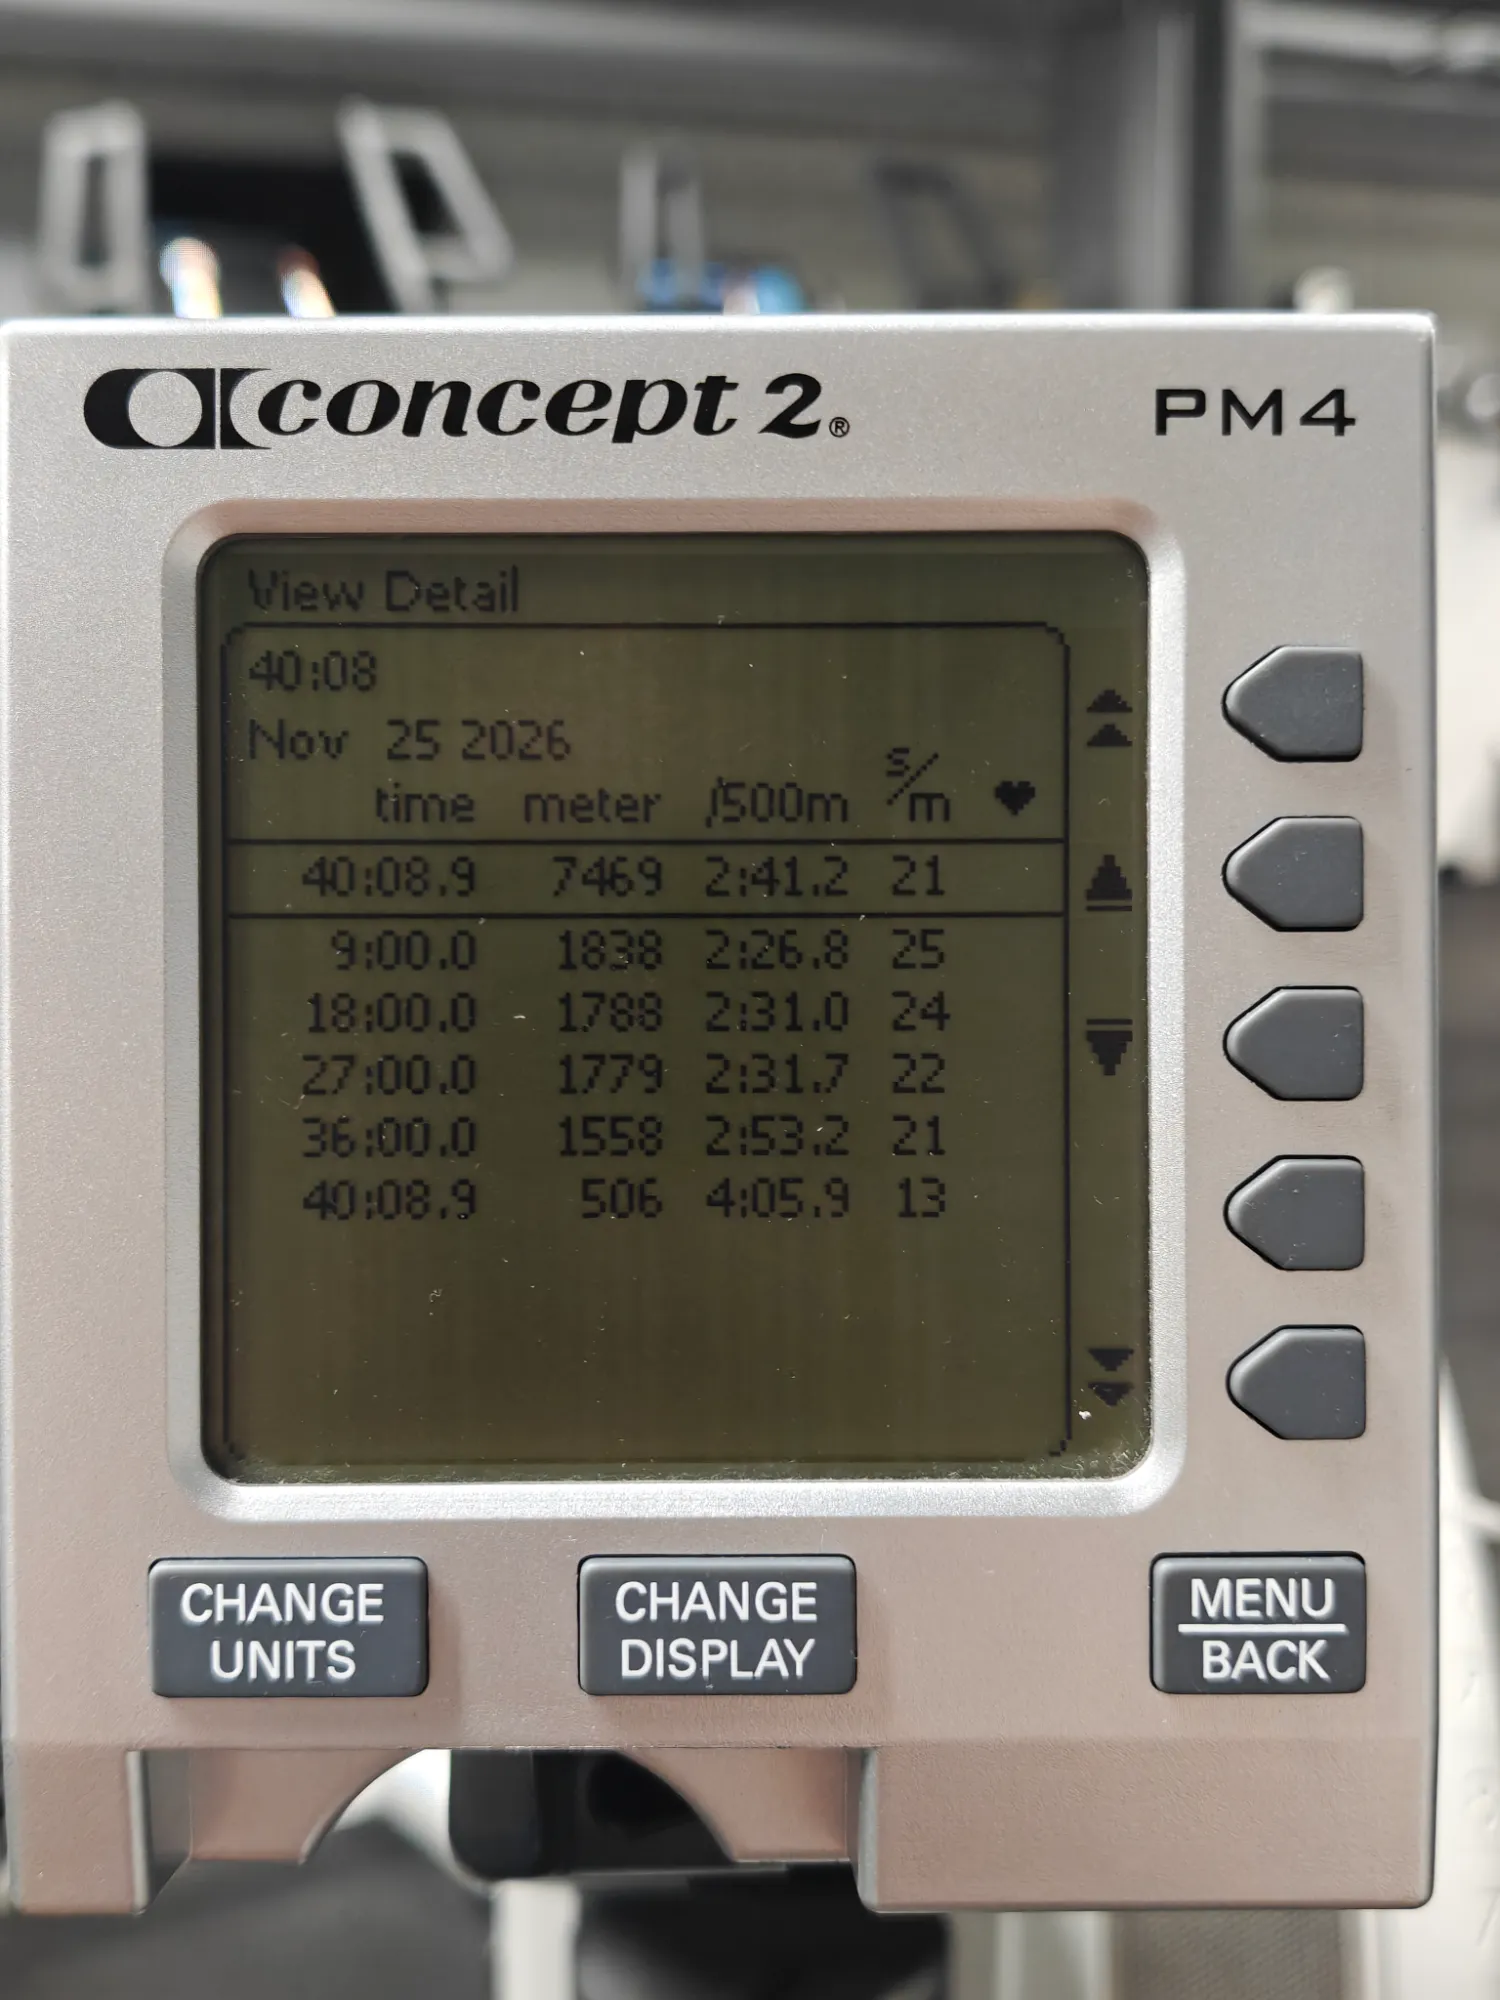 concept 2® PM4
View Detail
40:08
Nov 25 2026
time meter /500m s/m ♥
40:08.9 7469 2:41.2 21
9:00.0 1838 2:26.8 25
18:00.0 1788 2:31.0 24
27:00.0 1779 2:31.7 22
36:00.0 1558 2:53.2 21
40:08.9 506 4:05.9 13
CHANGE UNITS
CHANGE DISPLAY
MENU
BACK